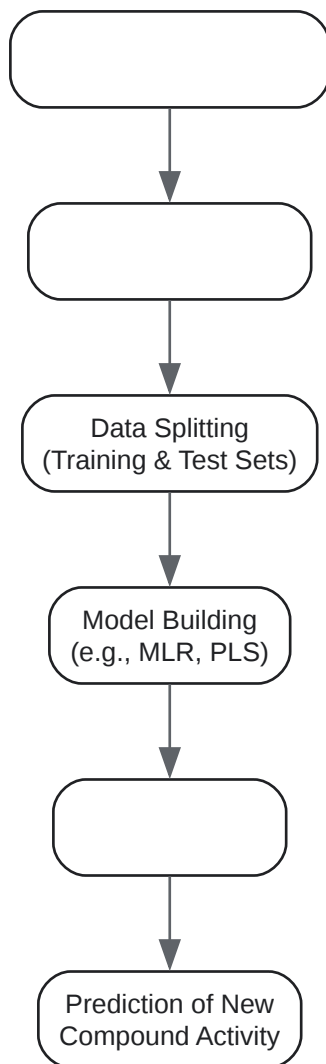 Data Splitting
(Training & Test Sets)
Model Building
(e.g., MLR, PLS)
Prediction of New
Compound Activity